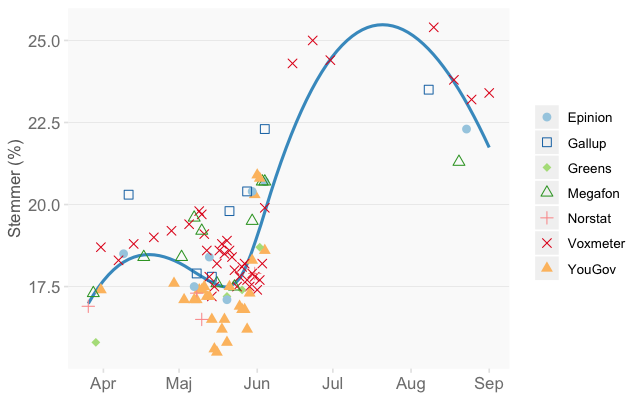 25.0
22.5
20.0
17.5
Stemmer (%)
Apr
Maj
Jun
Jul
Aug
Sep
Epinion
Gallup
Greens
Megafon
Norstat
Voxmeter
YouGov